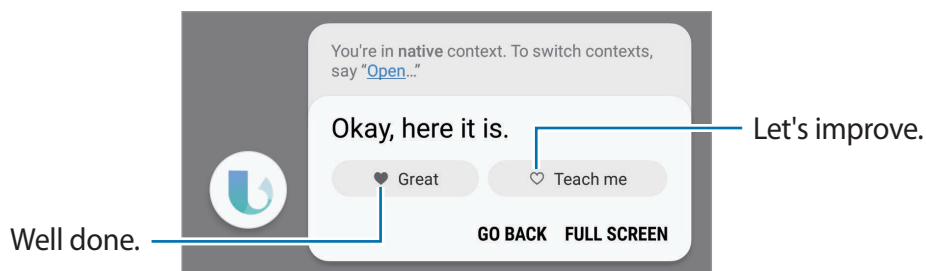 You're in native context. To switch contexts,
say “Open…”
Okay, here it is.
Let's improve.
Great
Teach me
Well done.
GO BACK FULL SCREEN